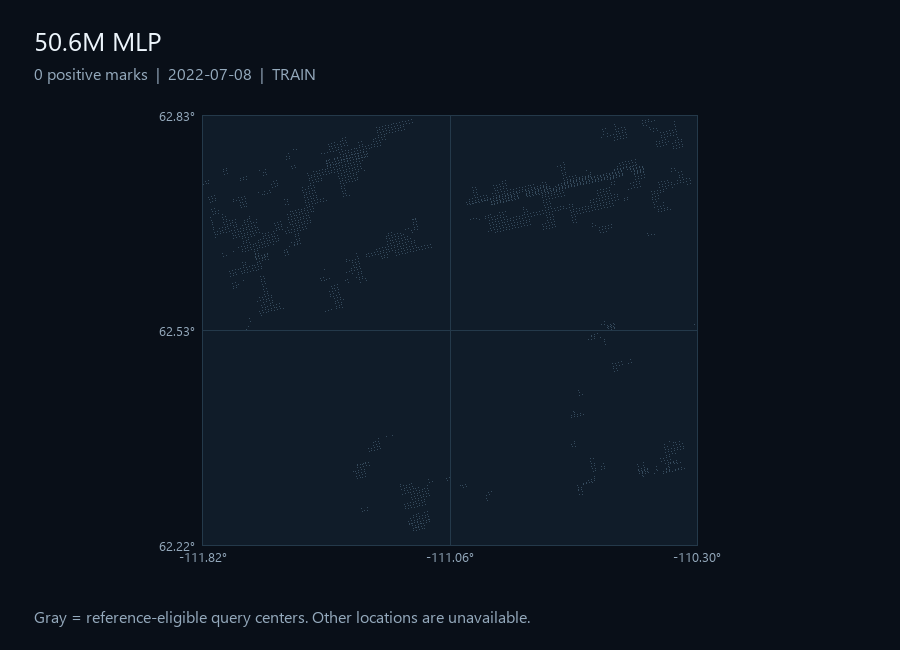 50.6M MLP
0 positive marks | 2022-07-08 | TRAIN
62.83°
62.53°
62.22°
-111.82° -111.06° -110.30°
Gray = reference-eligible query centers. Other locations are unavailable.